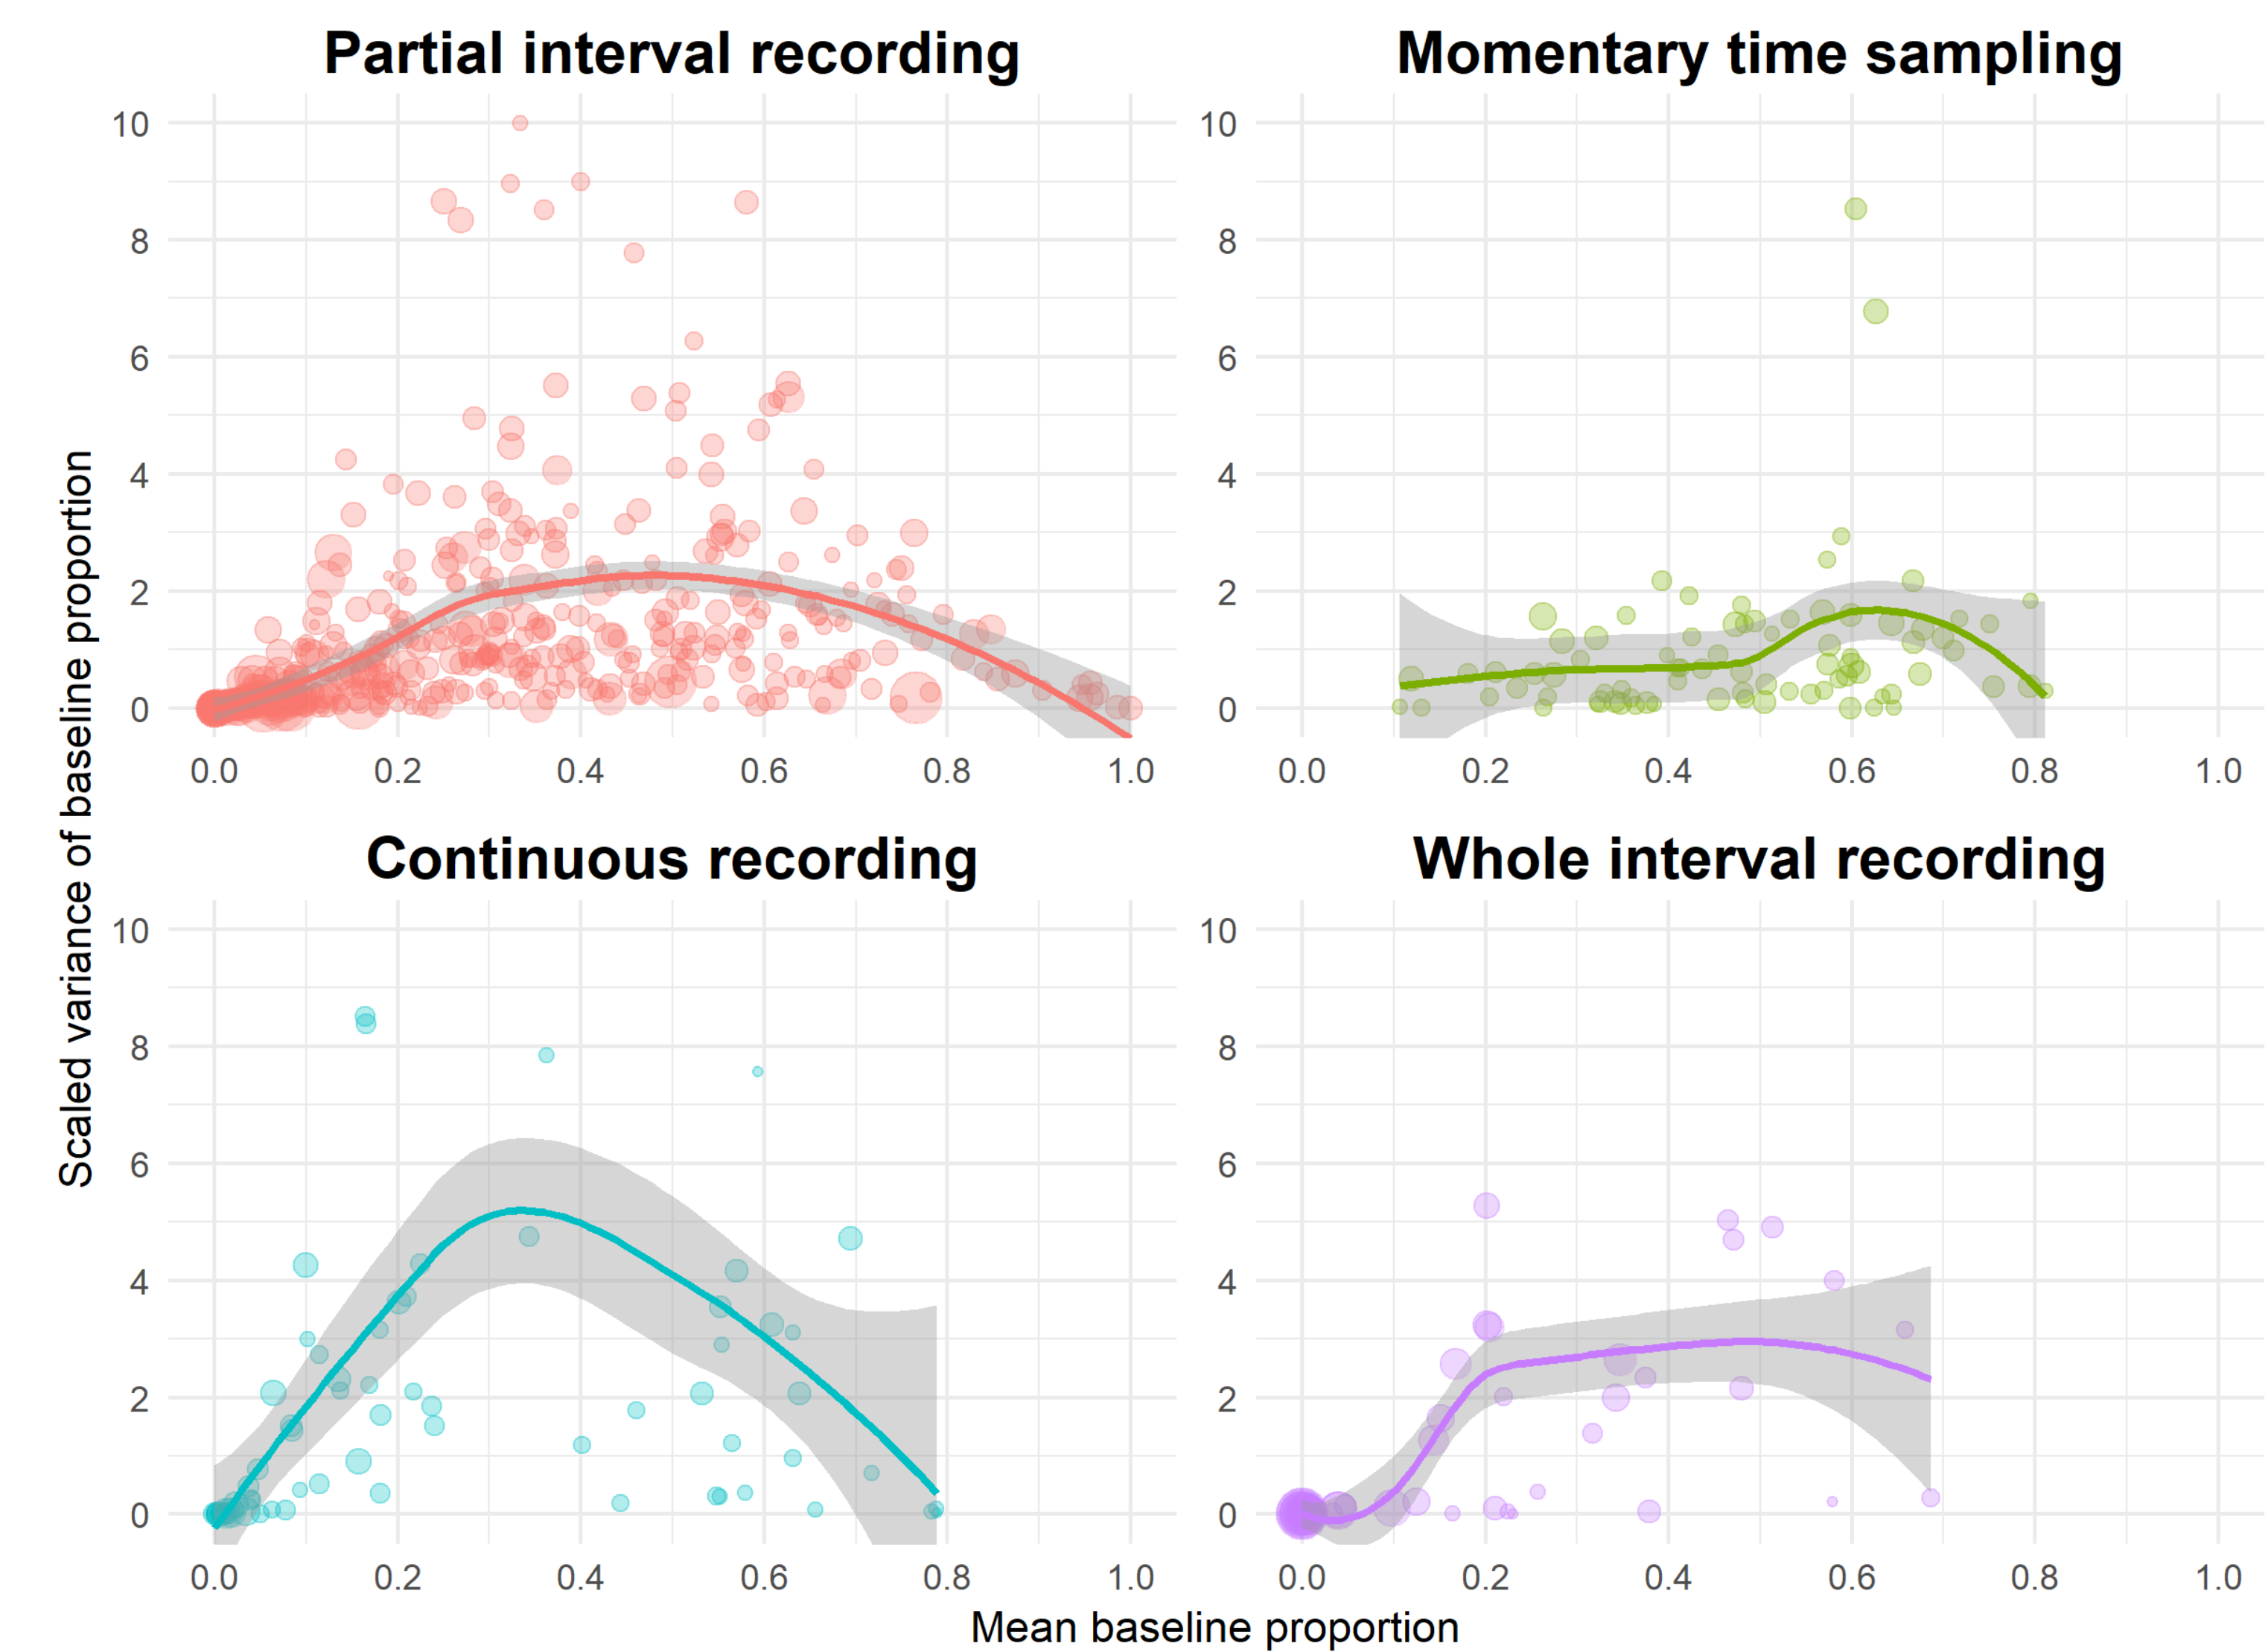 Partial interval recording
Momentary time sampling
10
8
6
4
2
0
0.0 0.2 0.4 0.6 0.8 1.0
10
8
6
4
2
0
0.0 0.2 0.4 0.6 0.8 1.0
Scaled variance of baseline proportion
Continuous recording
Whole interval recording
10
8
6
4
2
0
0.0 0.2 0.4 0.6 0.8 1.0
10
8
6
4
2
0
0.0 0.2 0.4 0.6 0.8 1.0
Mean baseline proportion